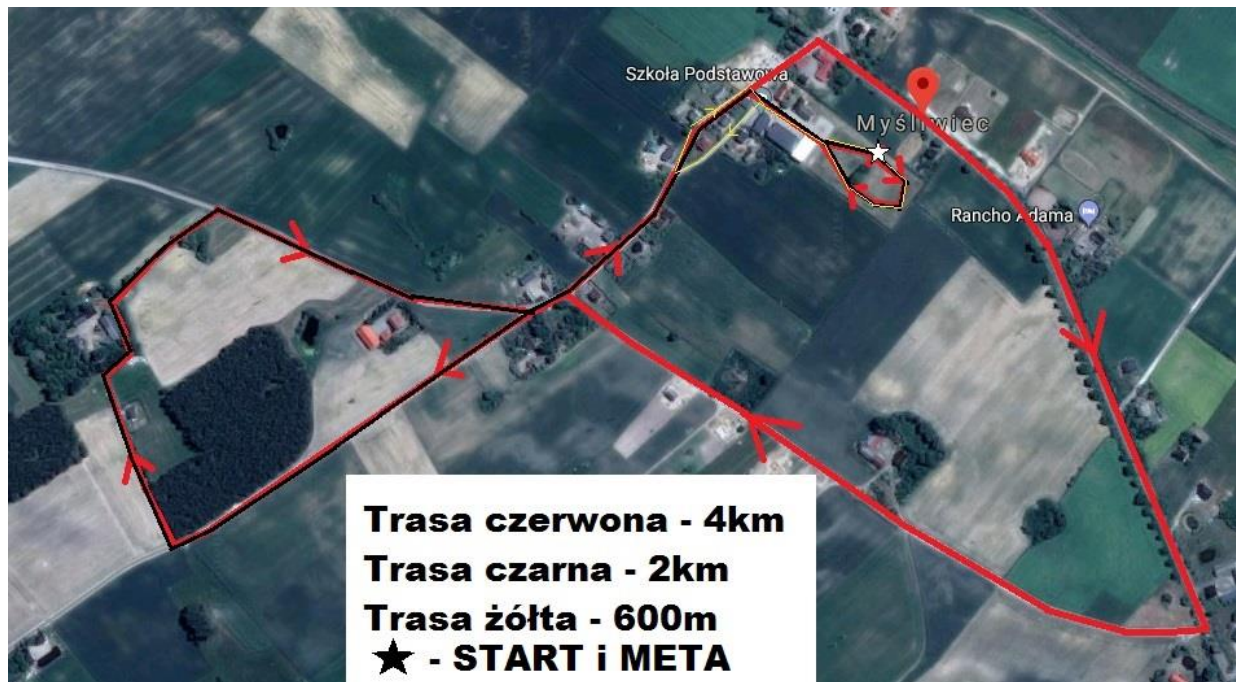 Szkoła Podstawowa
Myśliwiec
Rancho Adama
Trasa czerwona - 4km
Trasa czarna - 2km
Trasa żółta - 600m
★ - START i META